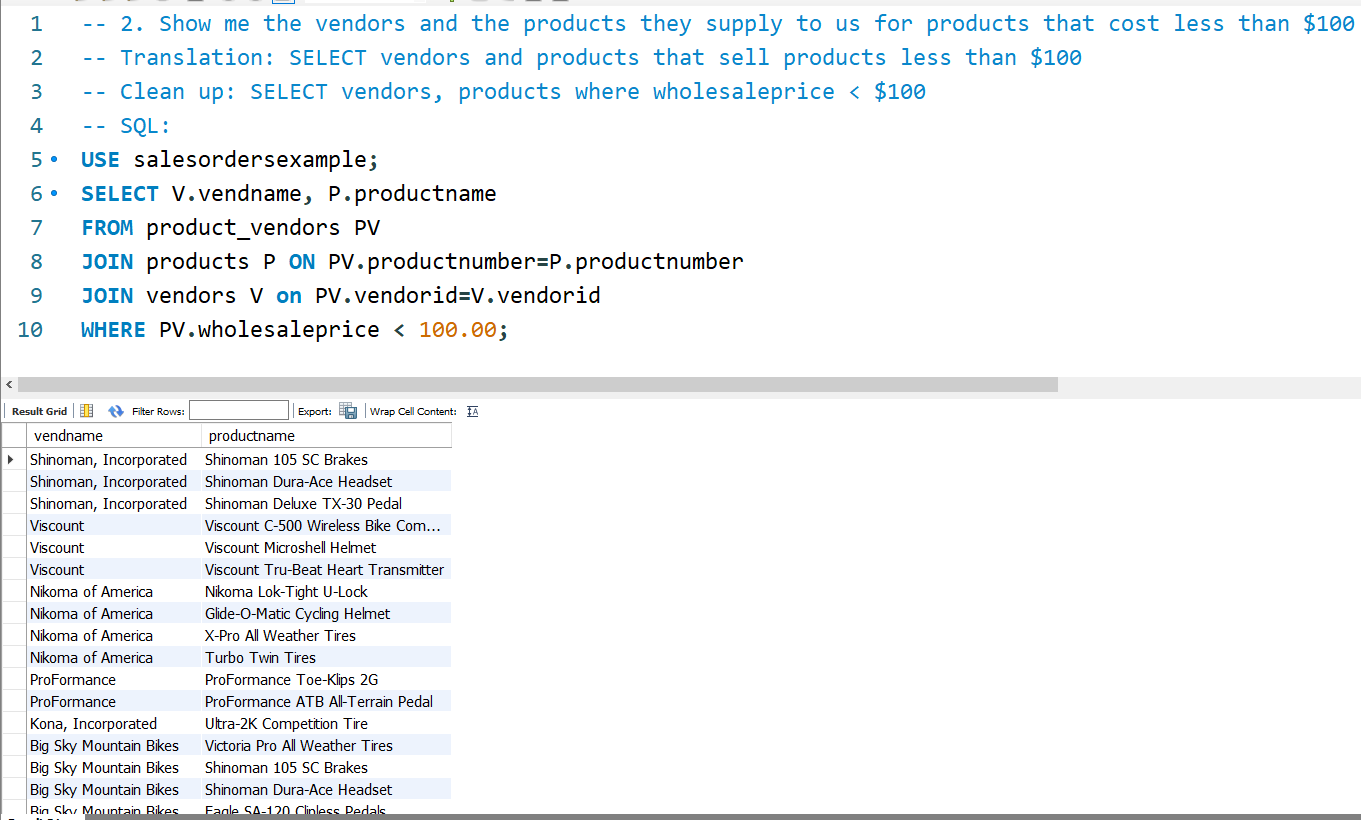 1 -- 2. Show me the vendors and the products they supply to us for products that cost less than $100
2 -- Translation: SELECT vendors and products that sell products less than $100
3 -- Clean up: SELECT vendors, products where wholesaleprice < $100
4 -- SQL:
5 USE salesordersexample;
6 SELECT V.vendname, P.productname
7 FROM product_vendors PV
8 JOIN products P ON PV.productnumber=P.productnumber
9 JOIN vendors V on PV.vendorid=V.vendorid
10 WHERE PV.wholesaleprice < 100.00;
Result Grid Filter Rows: Export: Wrap Cell Content:
vendname productname
Shinoman, Incorporated Shinoman 105 SC Brakes
Shinoman, Incorporated Shinoman Dura-Ace Headset
Shinoman, Incorporated Shinoman Deluxe TX-30 Pedal
Viscount Viscount C-500 Wireless Bike Com...
Viscount Viscount Microshell Helmet
Viscount Viscount Tru-Beat Heart Transmitter
Nikoma of America Nikoma Lok-Tight U-Lock
Nikoma of America Glide-O-Matic Cycling Helmet
Nikoma of America X-Pro All Weather Tires
Nikoma of America Turbo Twin Tires
ProFormance ProFormance Toe-Klips 2G
ProFormance ProFormance ATB All-Terrain Pedal
Kona, Incorporated Ultra-2K Competition Tire
Big Sky Mountain Bikes Victoria Pro All Weather Tires
Big Sky Mountain Bikes Shinoman 105 SC Brakes
Big Sky Mountain Bikes Shinoman Dura-Ace Headset
Big Sky Mountain Bikes Eagle SA-120 Clipless Pedals